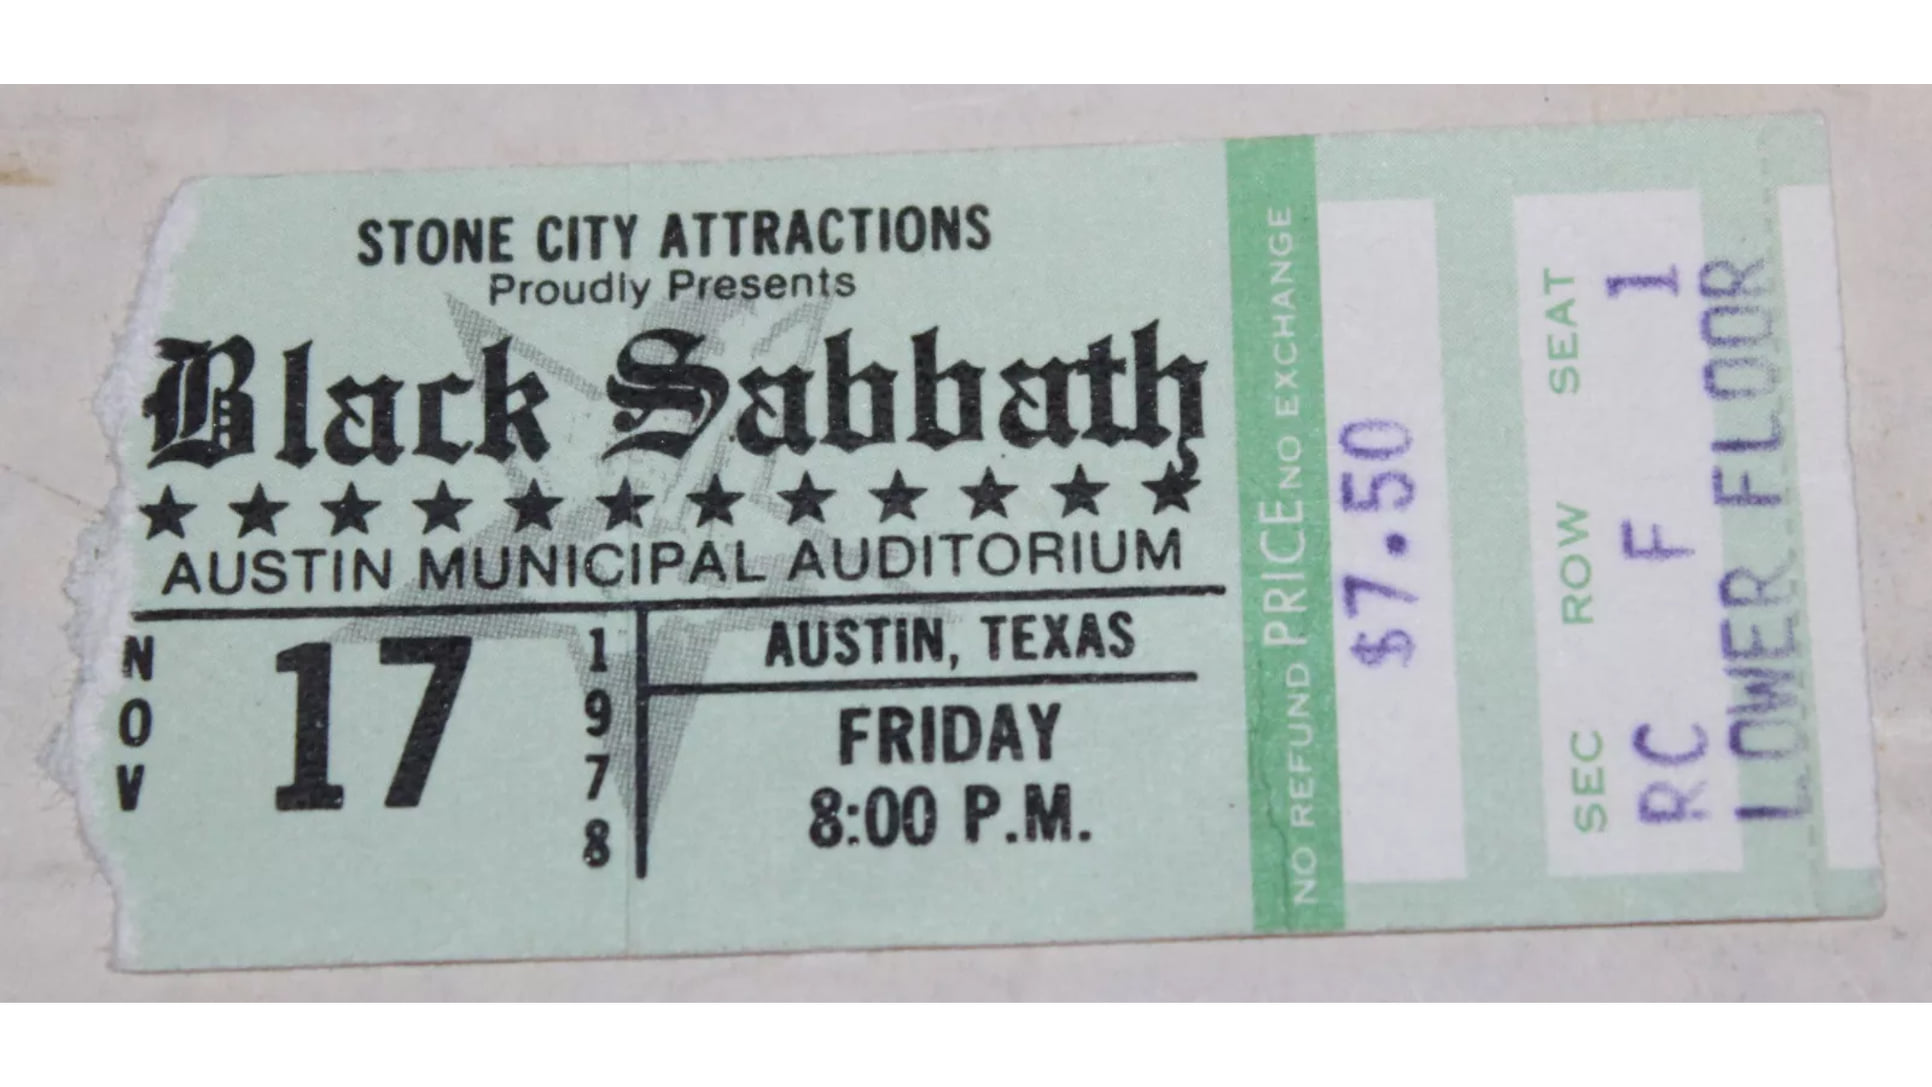 STONE CITY ATTRACTIONS
Proudly Presents
Black Sabbath
AUSTIN MUNICIPAL AUDITORIUM
NOV
17
1978
AUSTIN, TEXAS
FRIDAY
8:00 P.M.
NO REFUND PRICE NO EXCHANGE
$7.50
SEC ROW SEAT
RC F 1
LOWER FLOOR